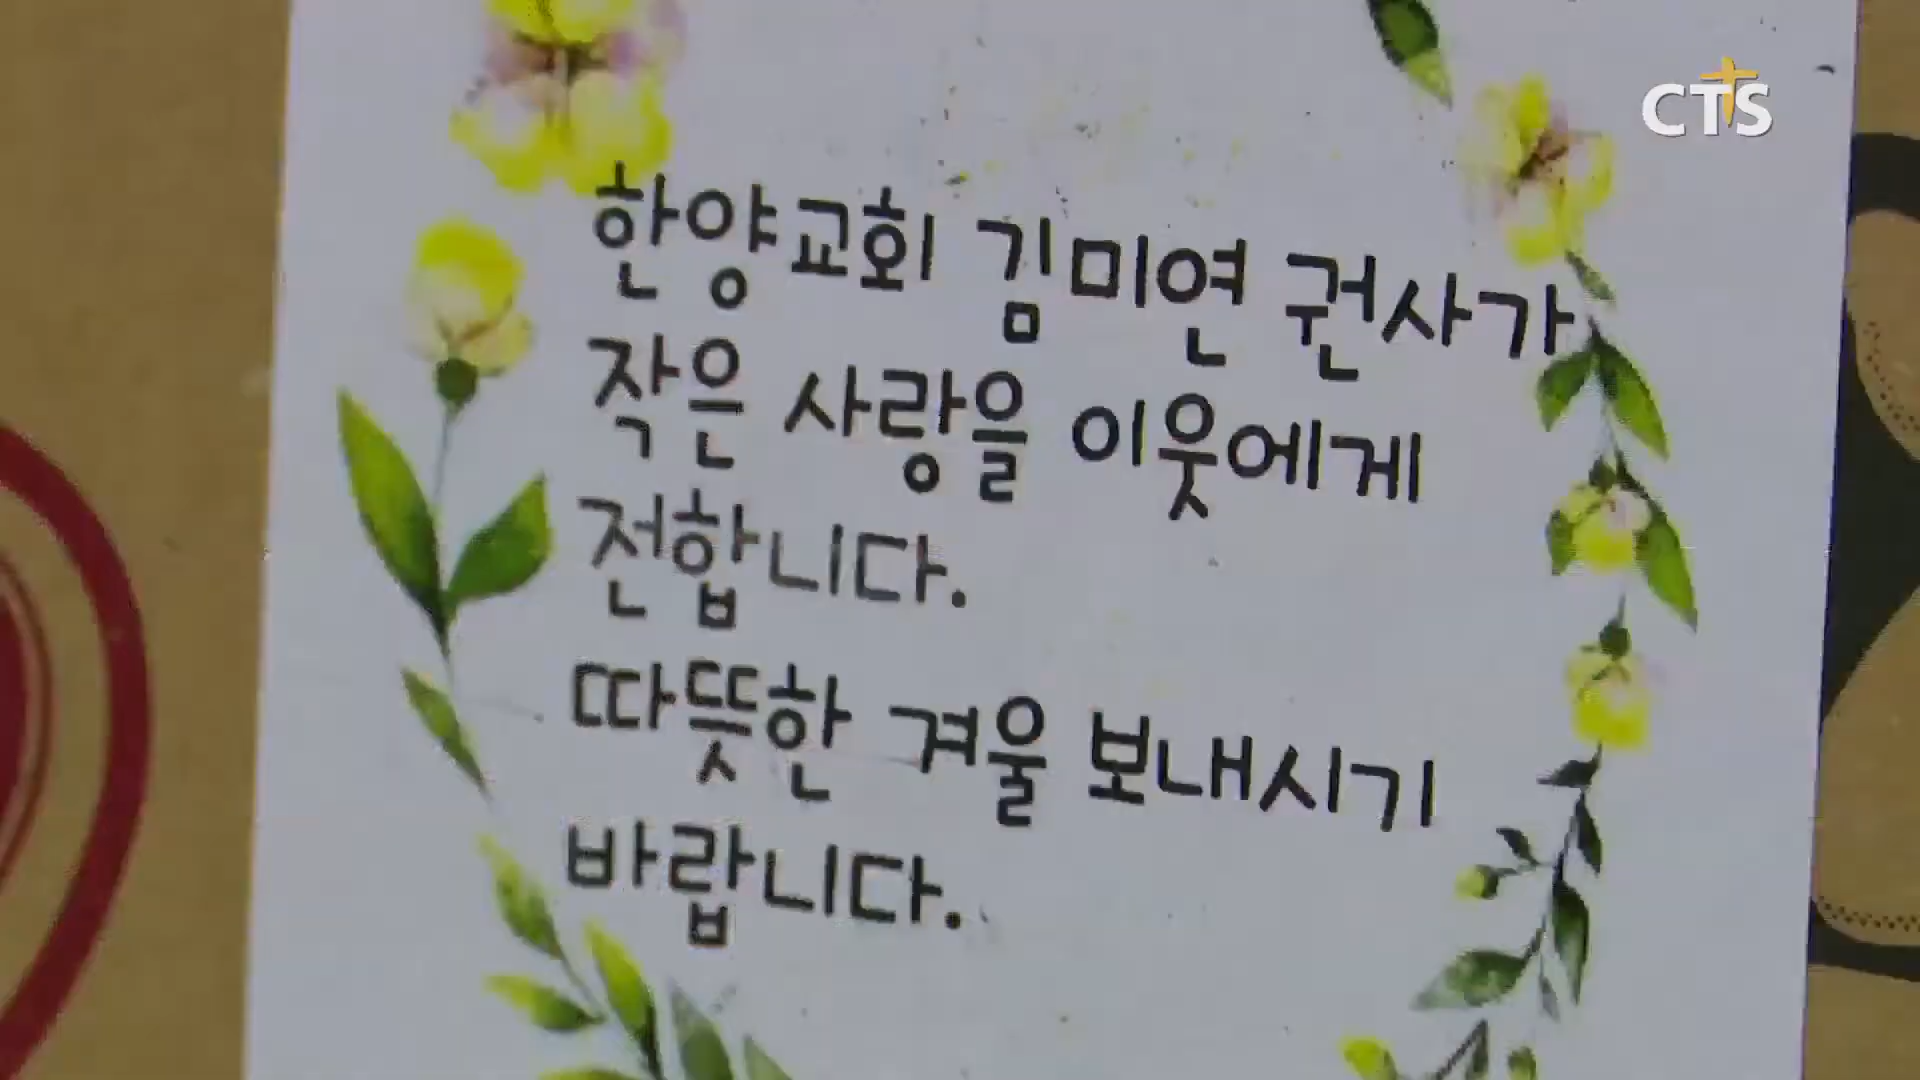 CTS
한양교회 김미연 권사가
작은 사랑을 이웃에게
전합니다.
따뜻한 겨울 보내시기
바랍니다.